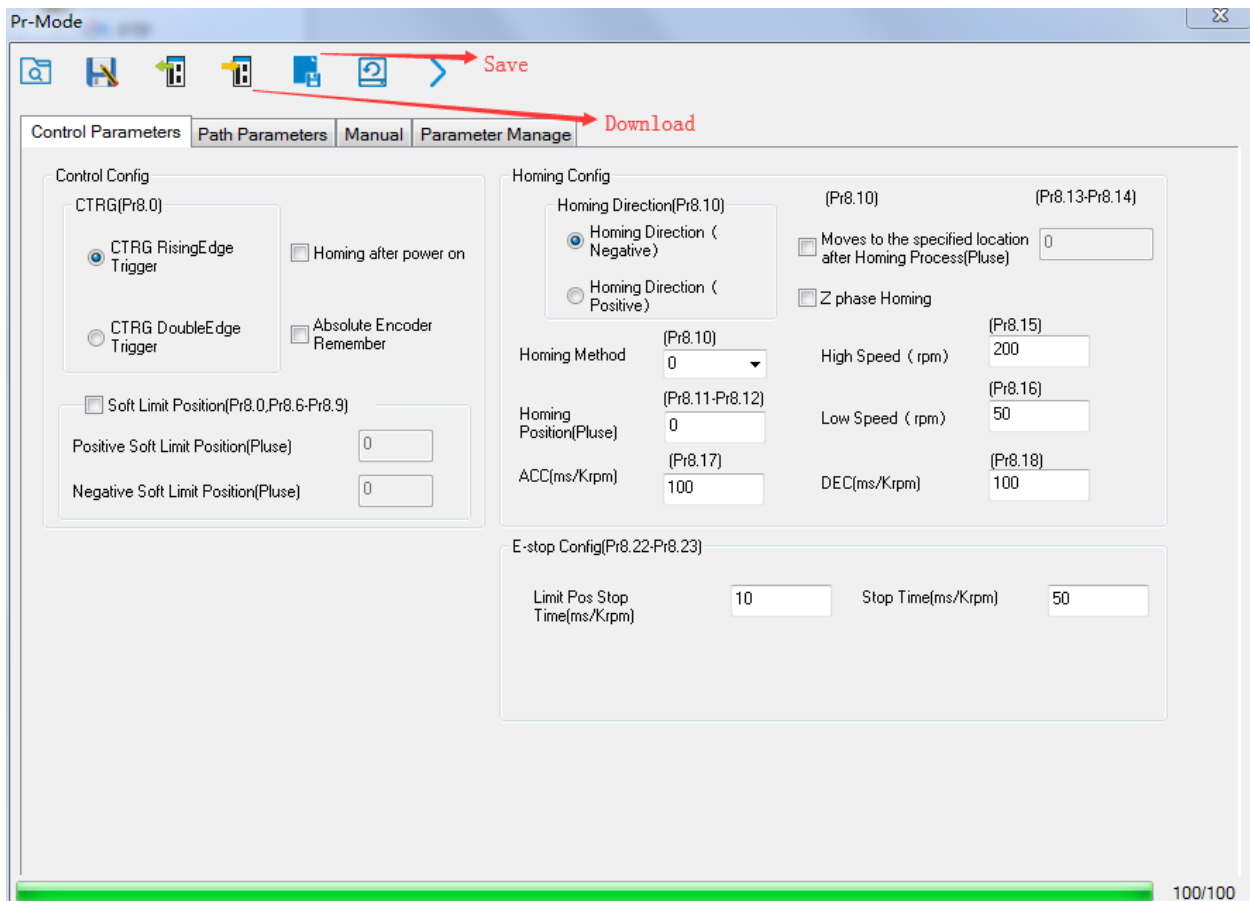 Pr-Mode
Save
Download
Control Parameters
Path Parameters
Manual
Parameter Manage
Control Config
CTRG(Pr8.0)
CTRG RisingEdge
Trigger
Homing after power on
CTRG DoubleEdge
Trigger
Absolute Encoder
Remember
Soft Limit Position(Pr8.0,Pr8.6-Pr8.9)
Positive Soft Limit Position(Pluse)
0
Negative Soft Limit Position(Pluse)
0
Homing Config
Homing Direction(Pr8.10)
Homing Direction (
Negative)
Homing Direction (
Positive)
(Pr8.10)
(Pr8.13-Pr8.14)
Moves to the specified location
after Homing Process(Pluse)
0
Z phase Homing
(Pr8.10)
Homing Method
0
(Pr8.15)
High Speed ( rpm)
200
(Pr8.11-Pr8.12)
Homing
Position(Pluse)
0
(Pr8.16)
Low Speed ( rpm)
50
(Pr8.17)
ACC(ms/Krpm)
100
(Pr8.18)
DEC(ms/Krpm)
100
E-stop Config(Pr8.22-Pr8.23)
Limit Pos Stop
Time(ms/Krpm)
10
Stop Time(ms/Krpm)
50
100/100